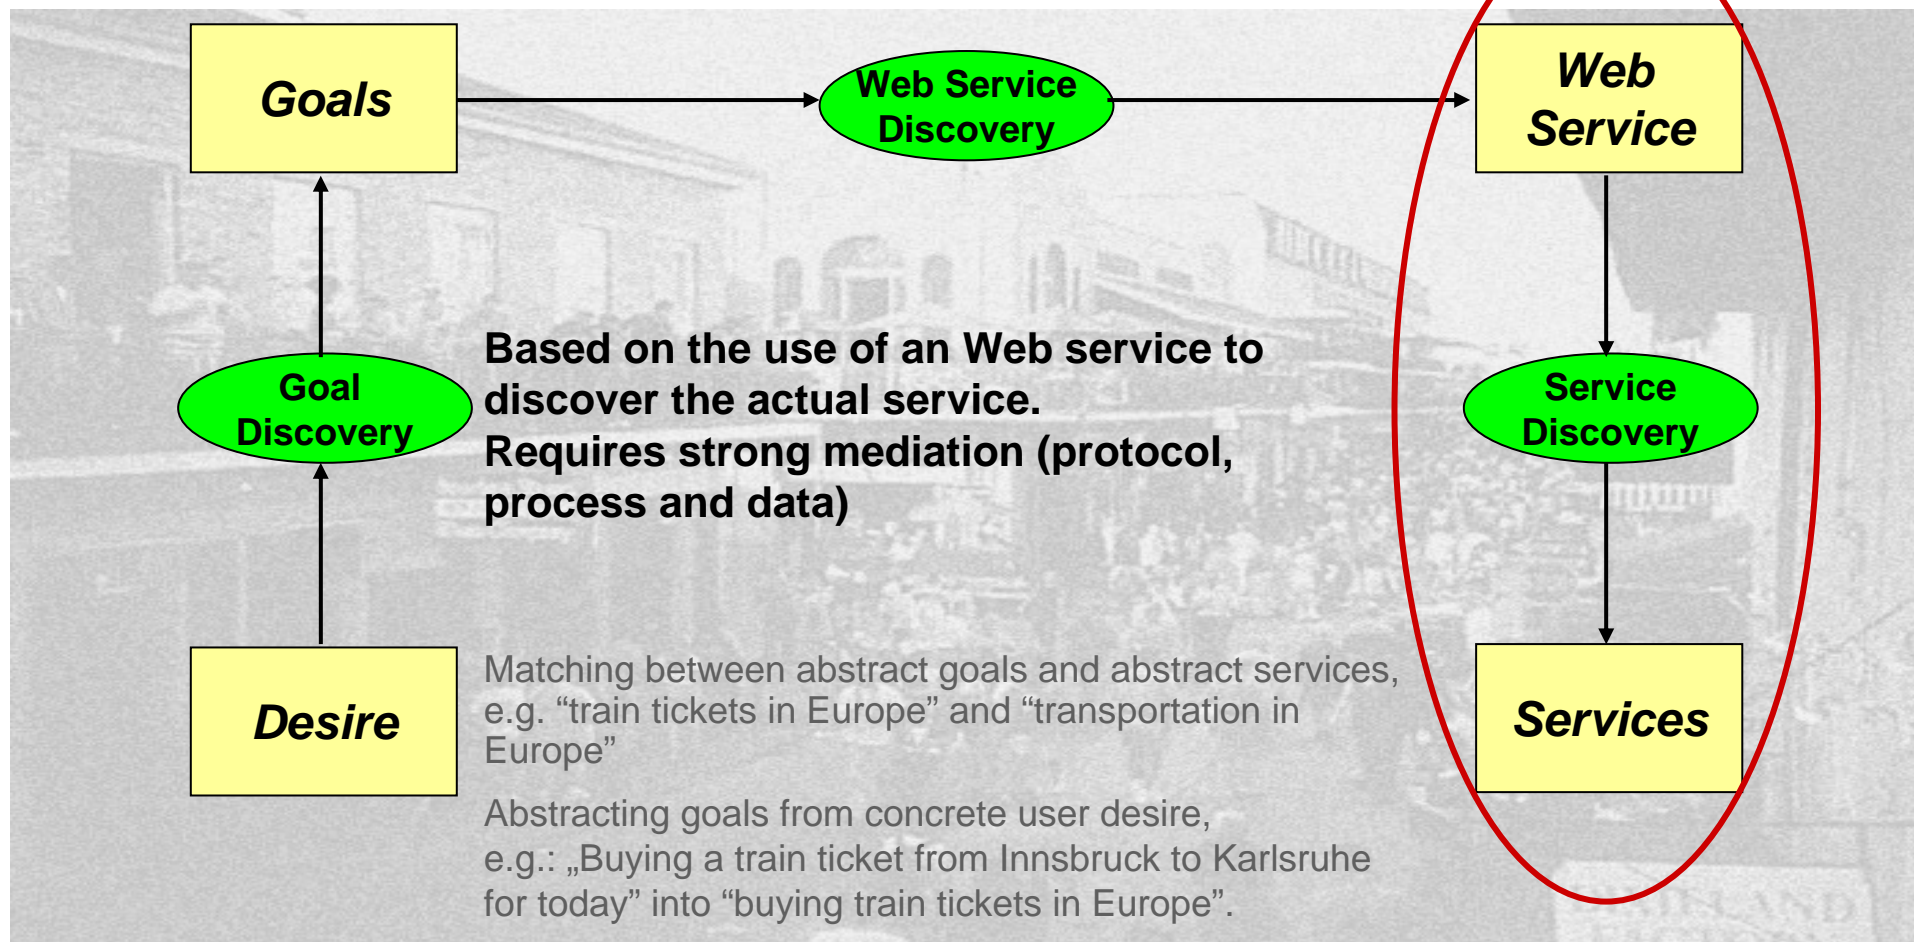 Goals
Web Service
Discovery
Web
Service
Based on the use of an Web service to
discover the actual service.
Requires strong mediation (protocol,
process and data)
Goal
Discovery
Service
Discovery
Desire
Matching between abstract goals and abstract services,
e.g. “train tickets in Europe” and “transportation in
Europe”
Abstracting goals from concrete user desire,
e.g.: „Buying a train ticket from Innsbruck to Karlsruhe
for today” into “buying train tickets in Europe”.
Services